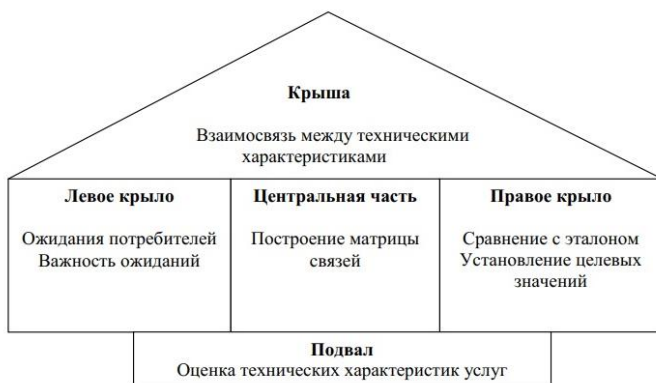 Крыша
Взаимосвязь между техническими
характеристиками
Левое крыло
Ожидания потребителей
Важность ожиданий
Центральная часть
Построение матрицы
связей
Правое крыло
Сравнение с эталоном
Установление целевых
значений
Подвал
Оценка технических характеристик услуг